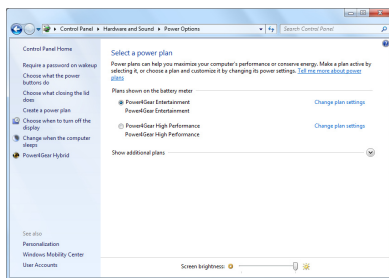 Control Panel ▸ Hardware and Sound ▸ Power Options
Search Control Panel
Control Panel Home
Require a password on wakeup
Choose what the power
buttons do
Choose what closing the lid
does
Create a power plan
Choose when to turn off the
display
Change when the computer
sleeps
Power4Gear Hybrid
See also
Personalization
Windows Mobility Center
User Accounts
Select a power plan
Power plans can help you maximize your computer's performance or conserve energy. Make a plan active by
selecting it, or choose a plan and customize it by changing its power settings. Tell me more about power
plans
Plans shown on the battery meter
Power4Gear Entertainment Change plan settings
Power4Gear Entertainment
Power4Gear High Performance Change plan settings
Power4Gear High Performance
Show additional plans
Screen brightness: